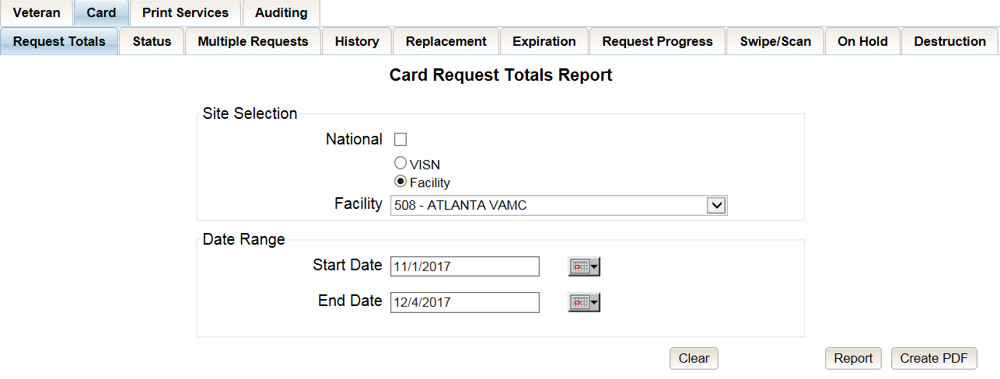 Veteran Card Print Services Auditing
Request Totals Status Multiple Requests History Replacement Expiration Request Progress Swipe/Scan On Hold Destruction
Card Request Totals Report
Site Selection
National
VISN
Facility
Facility 508 - ATLANTA VAMC
Date Range
Start Date 11/1/2017
End Date 12/4/2017
Clear Report Create PDF